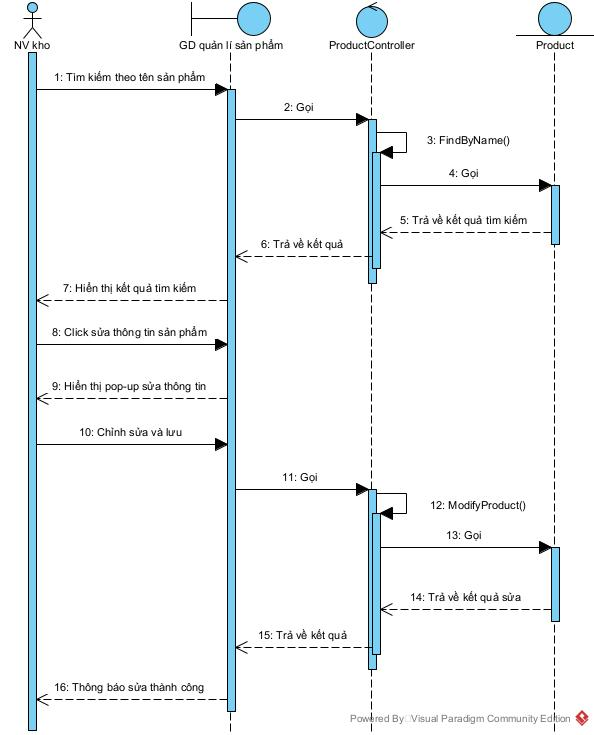 NV kho
GD quản lí sản phẩm
ProductController
Product
1: Tìm kiếm theo tên sản phẩm
2: Gọi
3: FindByName()
4: Gọi
5: Trả về kết quả tìm kiếm
6: Trả về kết quả
7: Hiển thị kết quả tìm kiếm
8: Click sửa thông tin sản phẩm
9: Hiển thị pop-up sửa thông tin
10: Chỉnh sửa và lưu
11: Gọi
12: ModifyProduct()
13: Gọi
14: Trả về kết quả sửa
15: Trả về kết quả
16: Thông báo sửa thành công
Powered By Visual Paradigm Community Edition